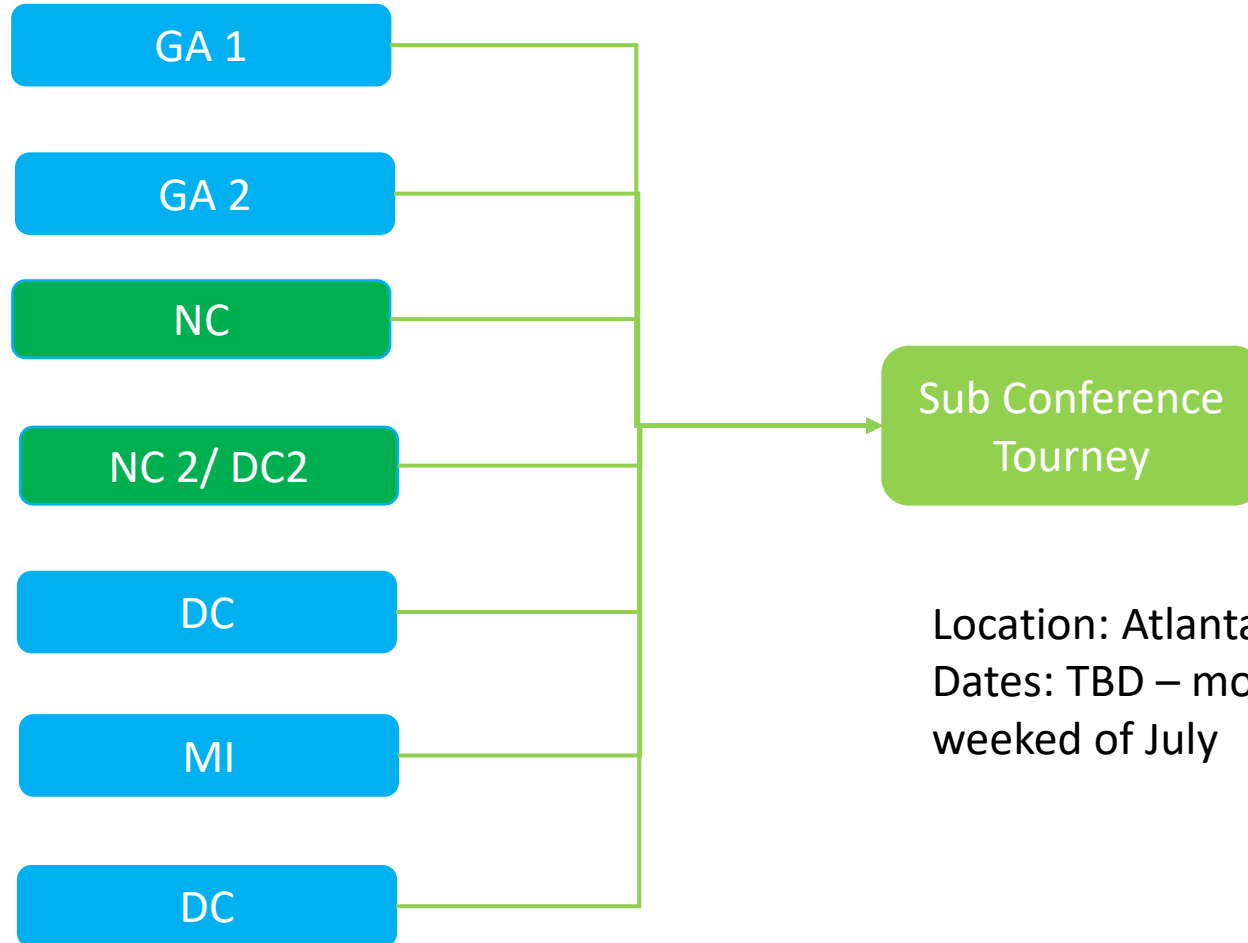 GA 1
GA 2
NC
NC 2/ DC2
DC
MI
DC
Sub Conference
Tourney
Location: Atlanta
Dates: TBD –
weeked of July